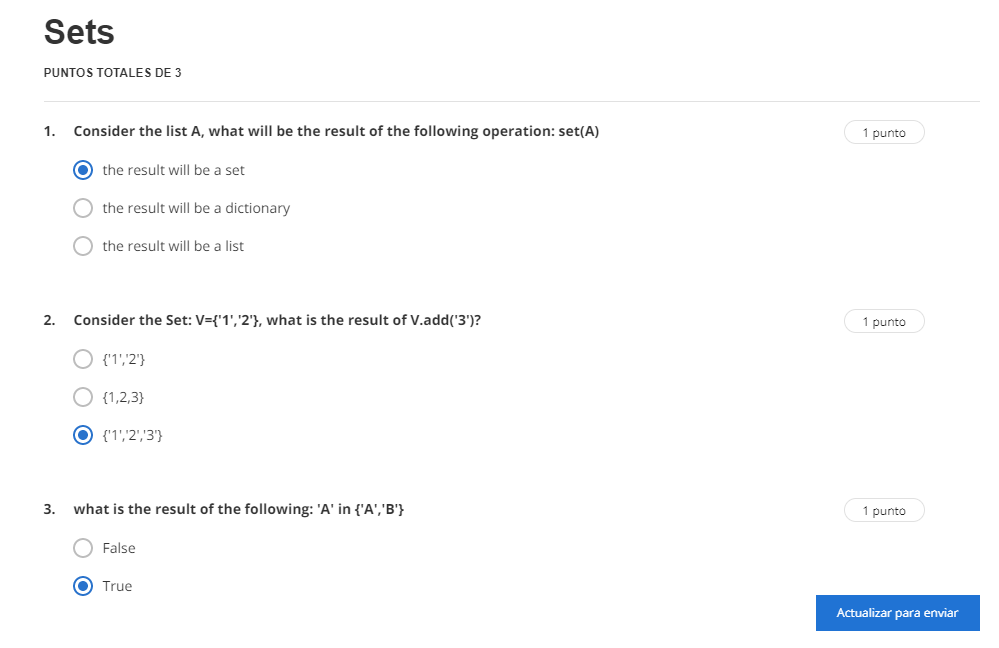 Sets
PUNTOS TOTALES DE 3
1. Consider the list A, what will be the result of the following operation: set(A)
1 punto
the result will be a set
the result will be a dictionary
the result will be a list
2. Consider the Set: V={'1','2'}, what is the result of V.add('3')?
1 punto
{'1','2'}
{1,2,3}
{'1','2','3'}
3. what is the result of the following: 'A' in {'A','B'}
1 punto
False
True
Actualizar para enviar